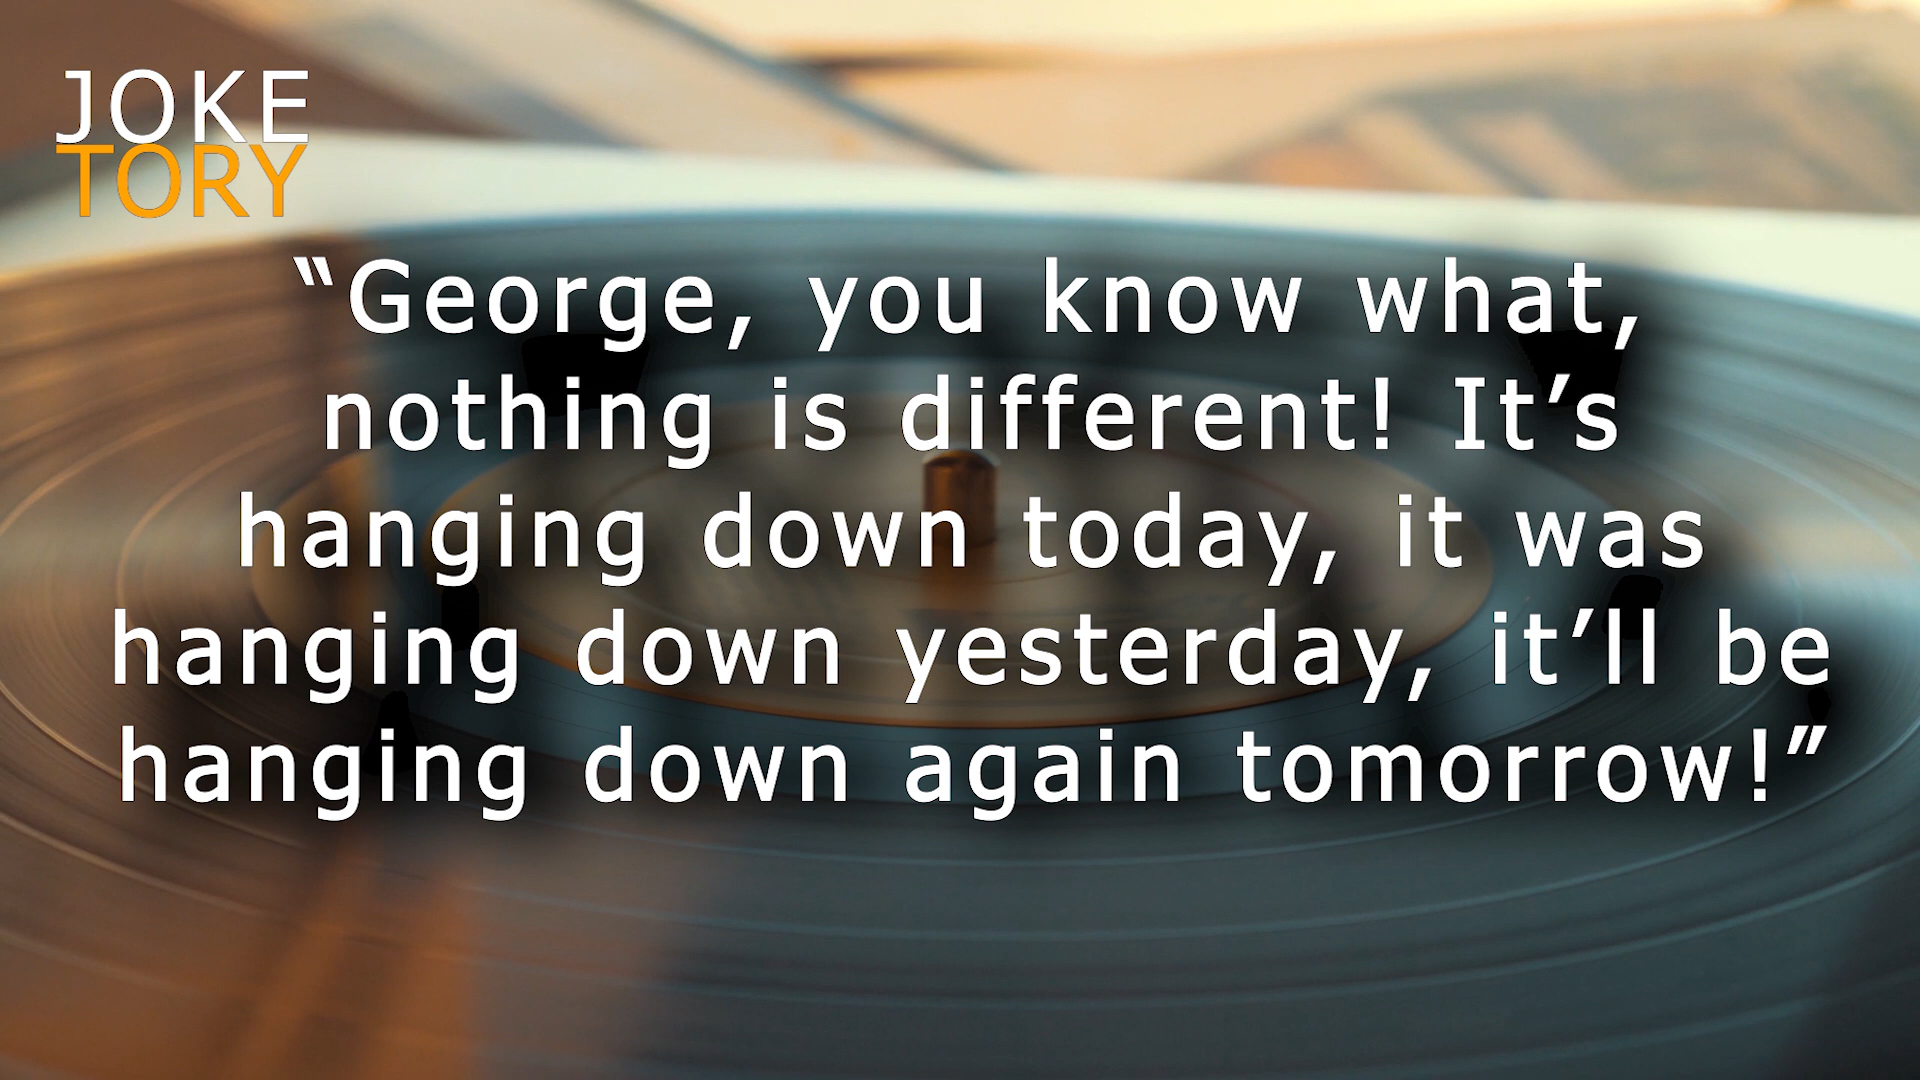 JOKE
TORY
“George, you know what,
nothing is different! It’s
hanging down today, it was
hanging down yesterday, it’ll be
hanging down again tomorrow!”